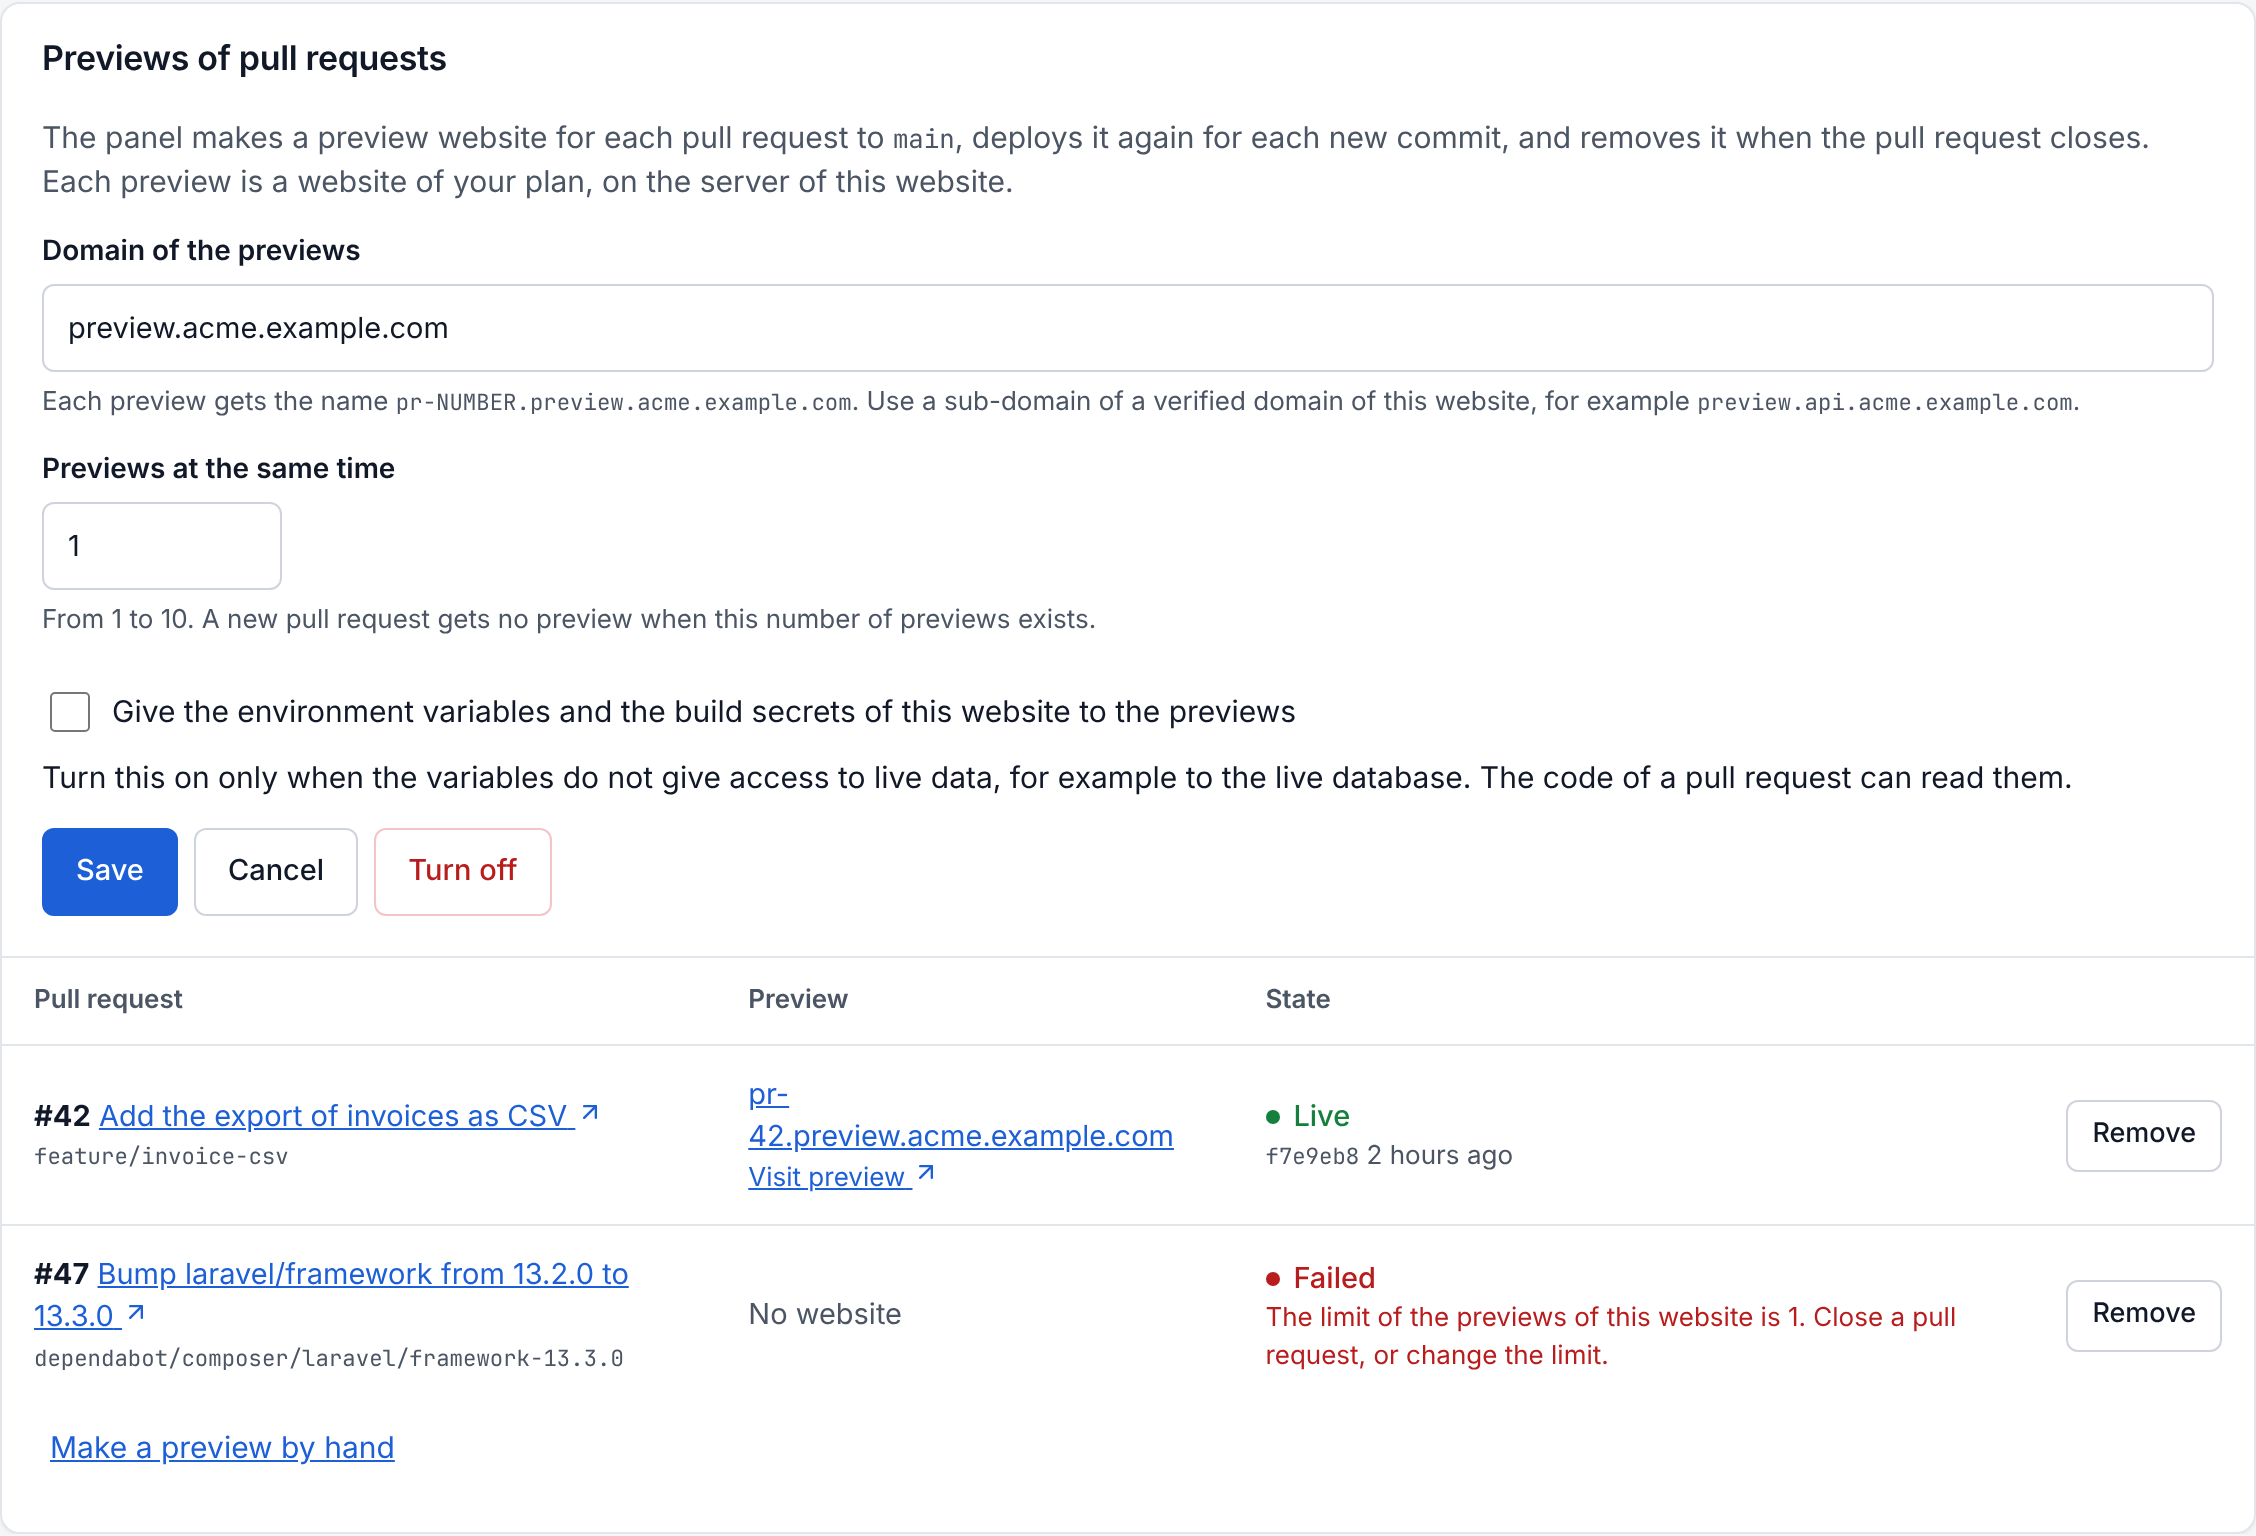 Previews of pull requests
The panel makes a preview website for each pull request to main, deploys it again for each new commit, and removes it when the pull request closes.
Each preview is a website of your plan, on the server of this website.
Domain of the previews
preview.acme.example.com
Each preview gets the name pr-NUMBER.preview.acme.example.com. Use a sub-domain of a verified domain of this website, for example preview.api.acme.example.com.
Previews at the same time
1
From 1 to 10. A new pull request gets no preview when this number of previews exists.
Give the environment variables and the build secrets of this website to the previews
Turn this on only when the variables do not give access to live data, for example to the live database. The code of a pull request can read them.
Save Cancel Turn off
Pull request Preview State
#42 Add the export of invoices as CSV ↗
feature/invoice-csv
pr-
42.preview.acme.example.com
Visit preview ↗
Live
f7e9eb8 2 hours ago
Remove
#47 Bump laravel/framework from 13.2.0 to
13.3.0 ↗
dependabot/composer/laravel/framework-13.3.0
No website
Failed
The limit of the previews of this website is 1. Close a pull
request, or change the limit.
Remove
Make a preview by hand